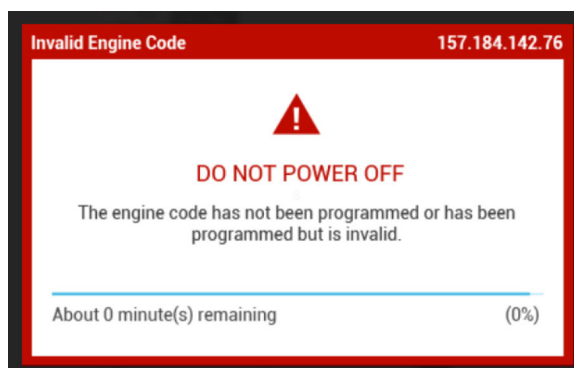 Invalid Engine Code 157.184.142.76
!
DO NOT POWER OFF
The engine code has not been programmed or has been
programmed but is invalid.
About 0 minute(s) remaining (0%)